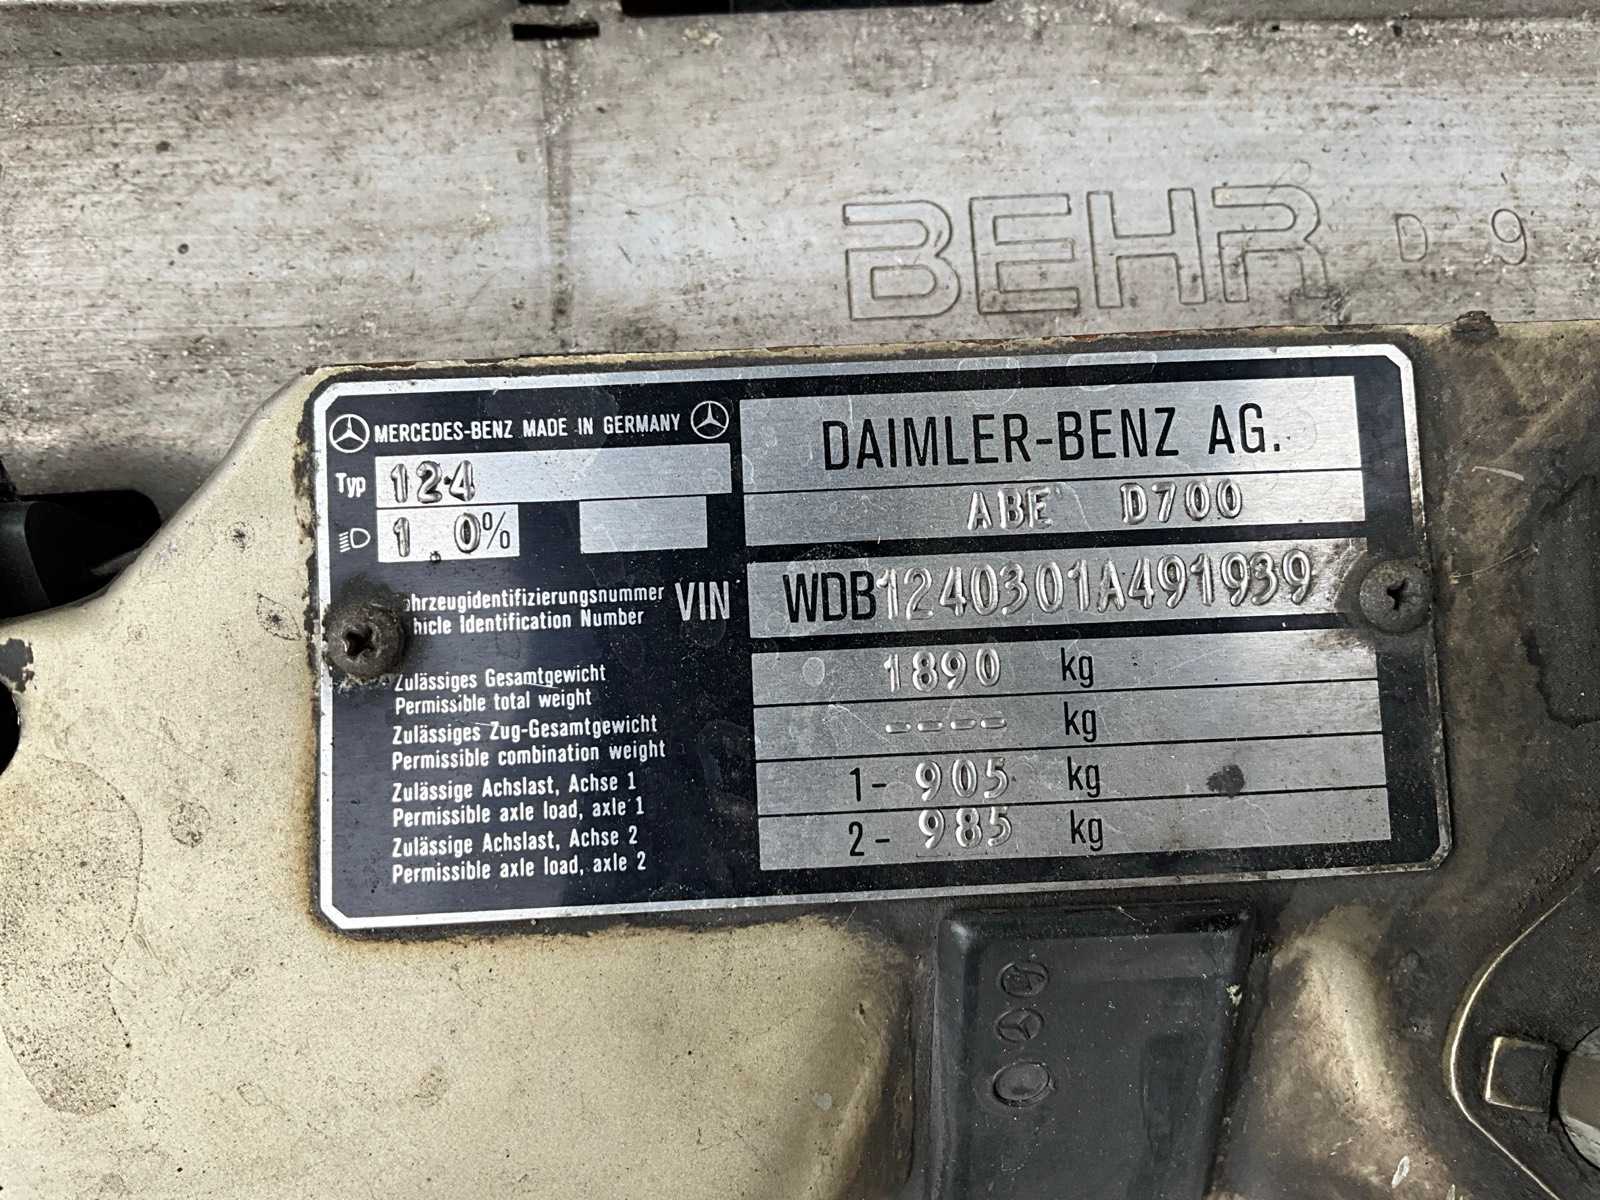 BEHR D 9
MERCEDES-BENZ MADE IN GERMANY
Typ 124
1.0%
DAIMLER-BENZ AG.
ABE D700
hrzeugidentifizierungsnummer
hicle Identification Number
VIN WDB1240301A491939
Zulässiges Gesamtgewicht
Permissible total weight
1890 kg
Zulässiges Zug-Gesamtgewicht
Permissible combination weight
---- kg
Zulässige Achslast, Achse 1
Permissible axle load, axle 1
1- 905 kg
Zulässige Achslast, Achse 2
Permissible axle load, axle 2
2- 985 kg